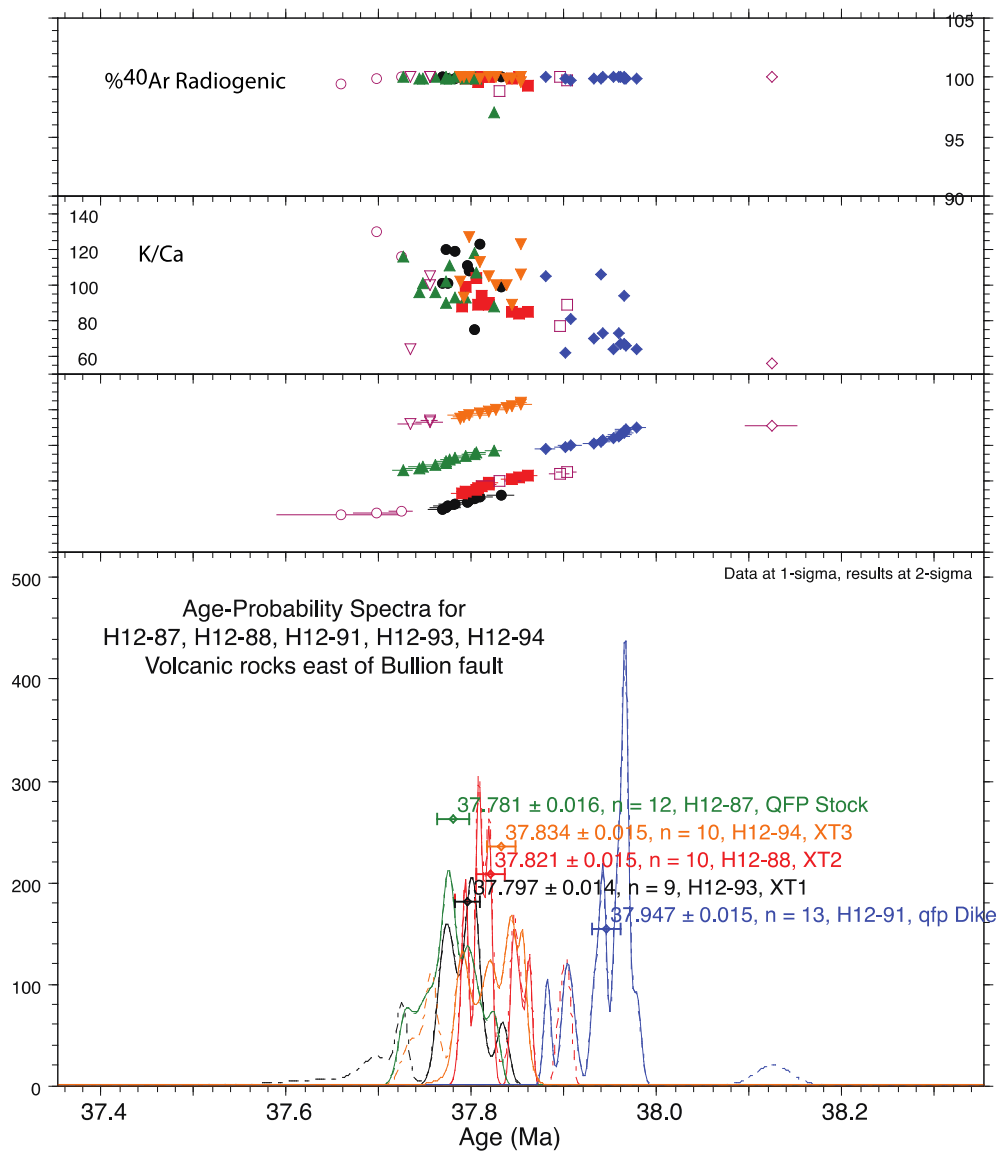 105
%40Ar Radiogenic
100
95
90
140
K/Ca
120
100
80
60
Data at 1-sigma, results at 2-sigma
500
Age-Probability Spectra for
H12-87, H12-88, H12-91, H12-93, H12-94
Volcanic rocks east of Bullion fault
400
300
37.781 ± 0.016, n = 12, H12-87, QFP Stock
37.834 ± 0.015, n = 10, H12-94, XT3
37.821 ± 0.015, n = 10, H12-88, XT2
200
37.797 ± 0.014, n = 9, H12-93, XT1
37.947 ± 0.015, n = 13, H12-91, qfp Dike
100
0
37.4 37.6 37.8 38.0 38.2
Age (Ma)